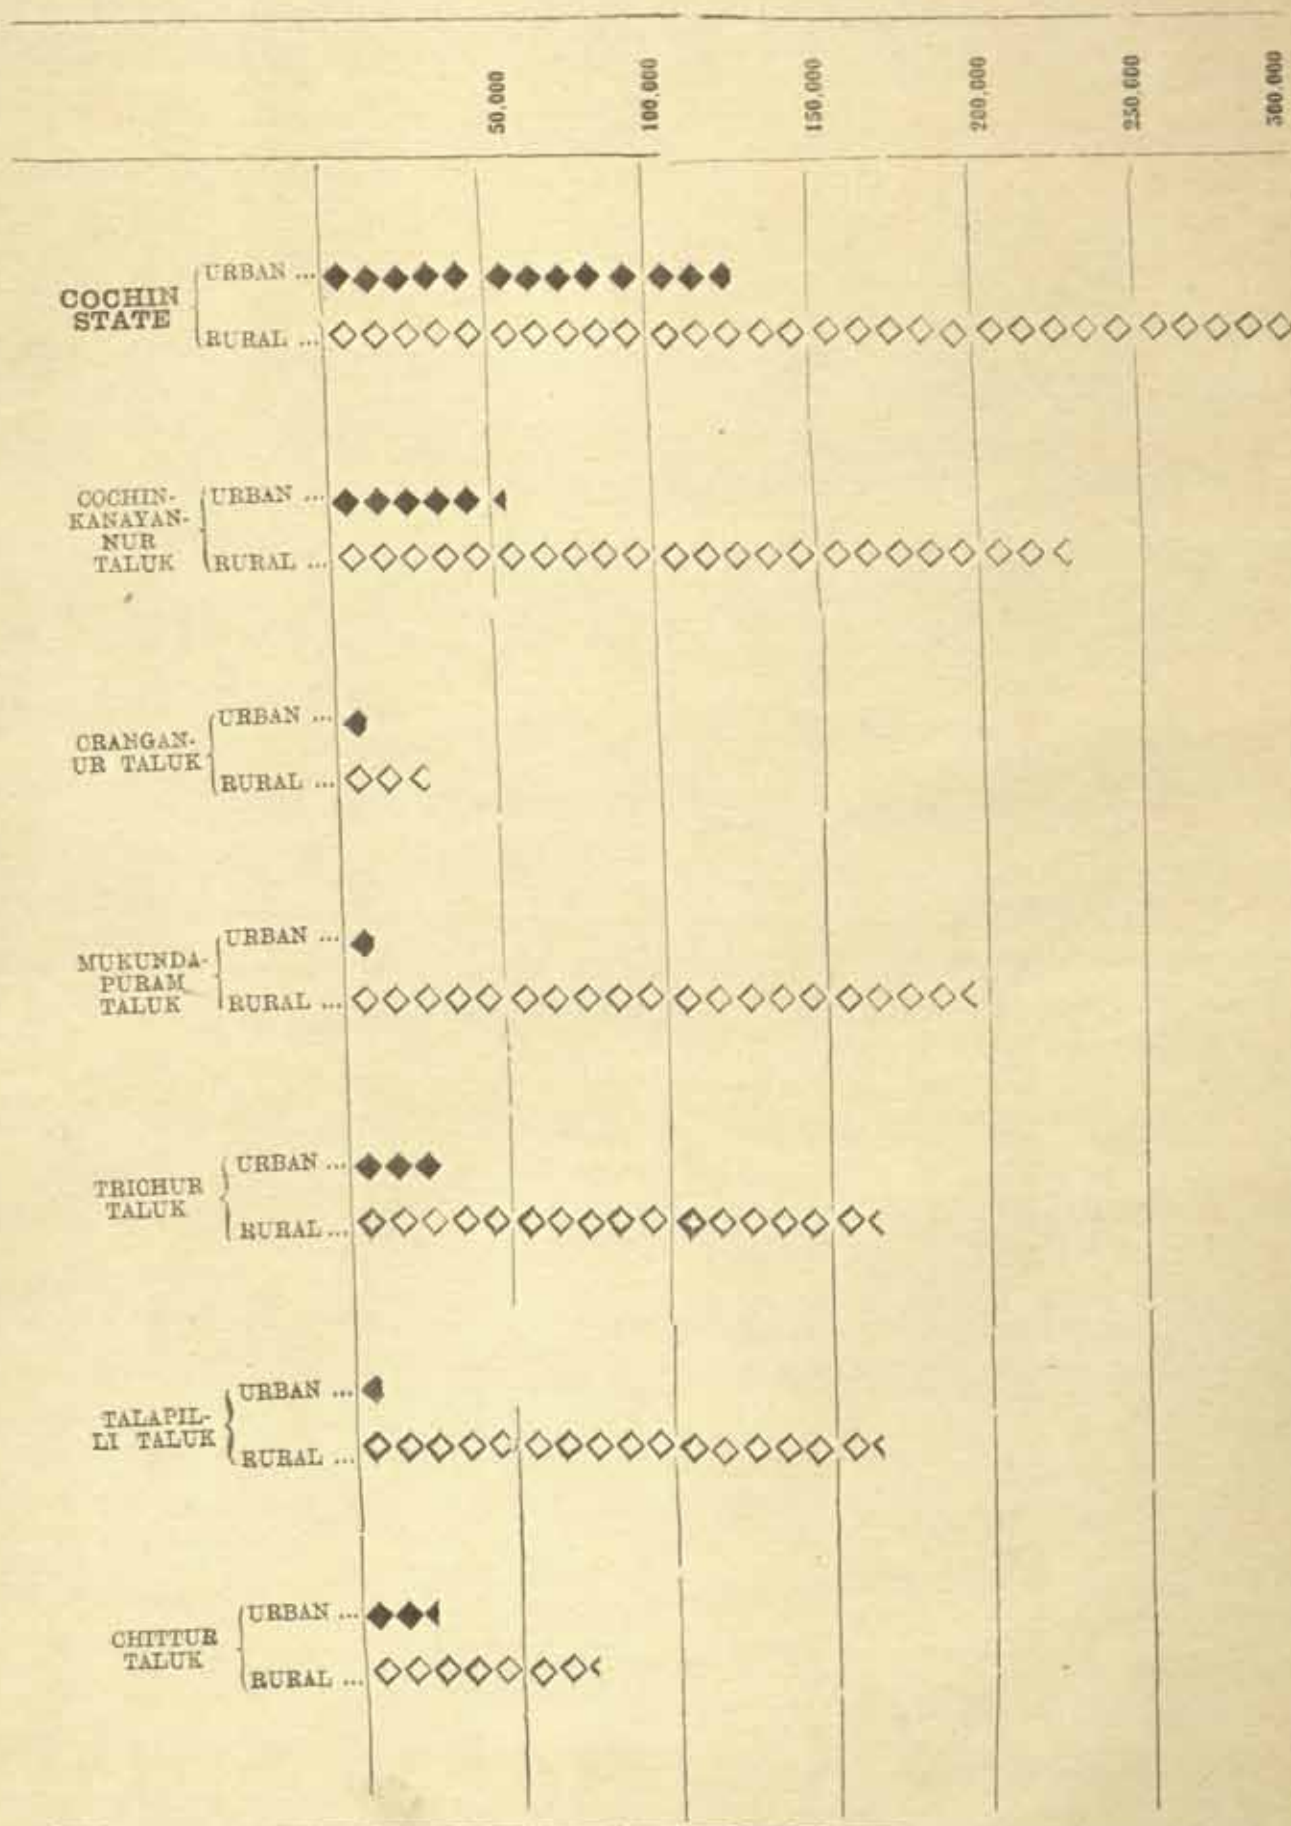 50,000
100,000
150,000
200,000
250,000
300,000
COCHIN
STATE
URBAN ...
RURAL ...
COCHIN-
KANAYAN-
NUR
TALUK
URBAN ...
RURAL ...
CRANGAN-
UR TALUK
URBAN ...
RURAL ...
MUKUNDA-
PURAM
TALUK
URBAN ...
RURAL ...
TRICHUR
TALUK
URBAN ...
RURAL ...
TALAPIL-
LI TALUK
URBAN ...
RURAL ...
CHITTUR
TALUK
URBAN ...
RURAL ...